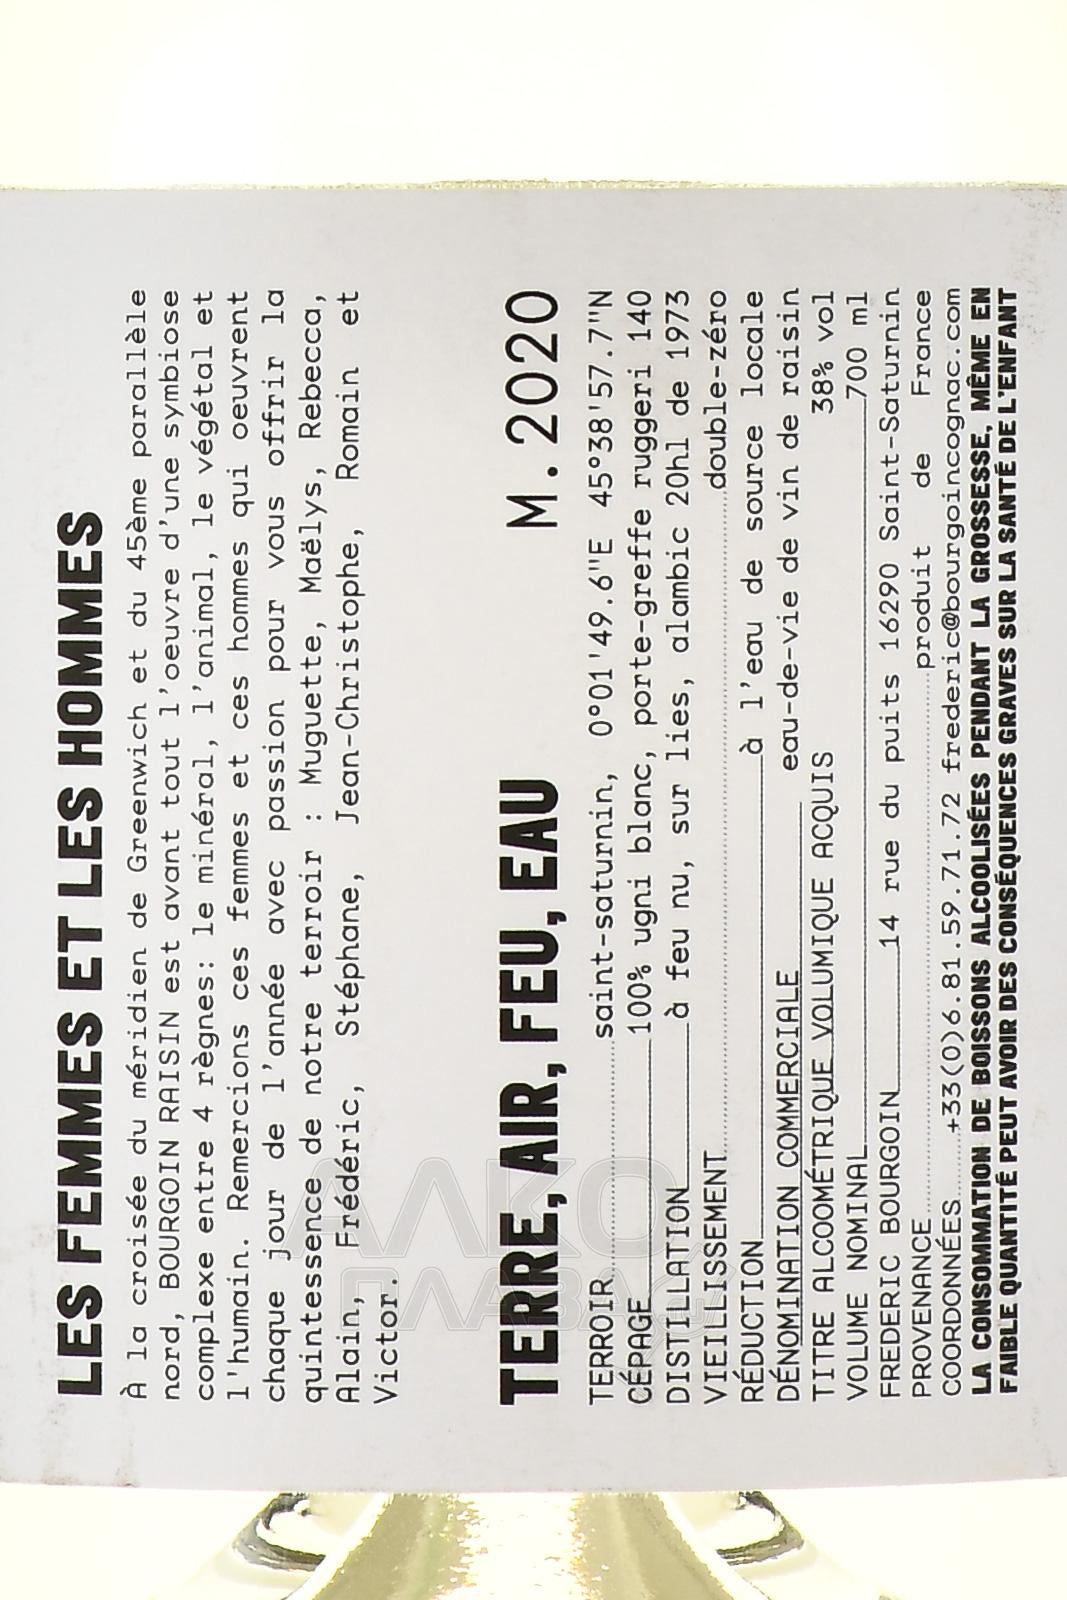 LES FEMMES ET LES HOMMES
À la croisée du méridien de Greenwich et du 45ème parallèle
nord, BOURGOIN RAISIN est avant tout l'oeuvre d'une symbiose
complexe entre 4 règnes: le minéral, l'animal, le végétal et
l'humain. Remercions ces femmes et ces hommes qui oeuvrent
chaque jour de l'année avec passion pour vous offrir la
quintessence de notre terroir : Muguette, Maëlys, Rebecca,
Alain, Frédéric, Stéphane, Jean-Christophe, Romain et
Victor.
TERRE, AIR, FEU, EAU M.2020
TERROIR saint-saturnin, 0°01'49.6"E 45°38'57.7"N
CÉPAGE 100% ugni blanc, porte-greffe ruggeri 140
DISTILLATION à feu nu, sur lies, alambic 20hl de 1973
VIEILLISSEMENT double-zéro
RÉDUCTION à l'eau de source locale
DÉNOMINATION COMMERCIALE eau-de-vie de vin de raisin
TITRE ALCOOMÉTRIQUE VOLUMIQUE ACQUIS 38% vol
VOLUME NOMINAL 700 ml
FREDERIC BOURGOIN 14 rue du puits 16290 Saint-Saturnin
PROVENANCE produit de France
COORDONNÉES +33(0)6.81.59.71.72 frederic@bourgoincognac.com
LA CONSOMMATION DE BOISSONS ALCOOLISÉES PENDANT LA GROSSESSE, MÊME EN
FAIBLE QUANTITÉ PEUT AVOIR DES CONSÉQUENCES GRAVES SUR LA SANTÉ DE L'ENFANT
АЛКО
ПЛАЗА